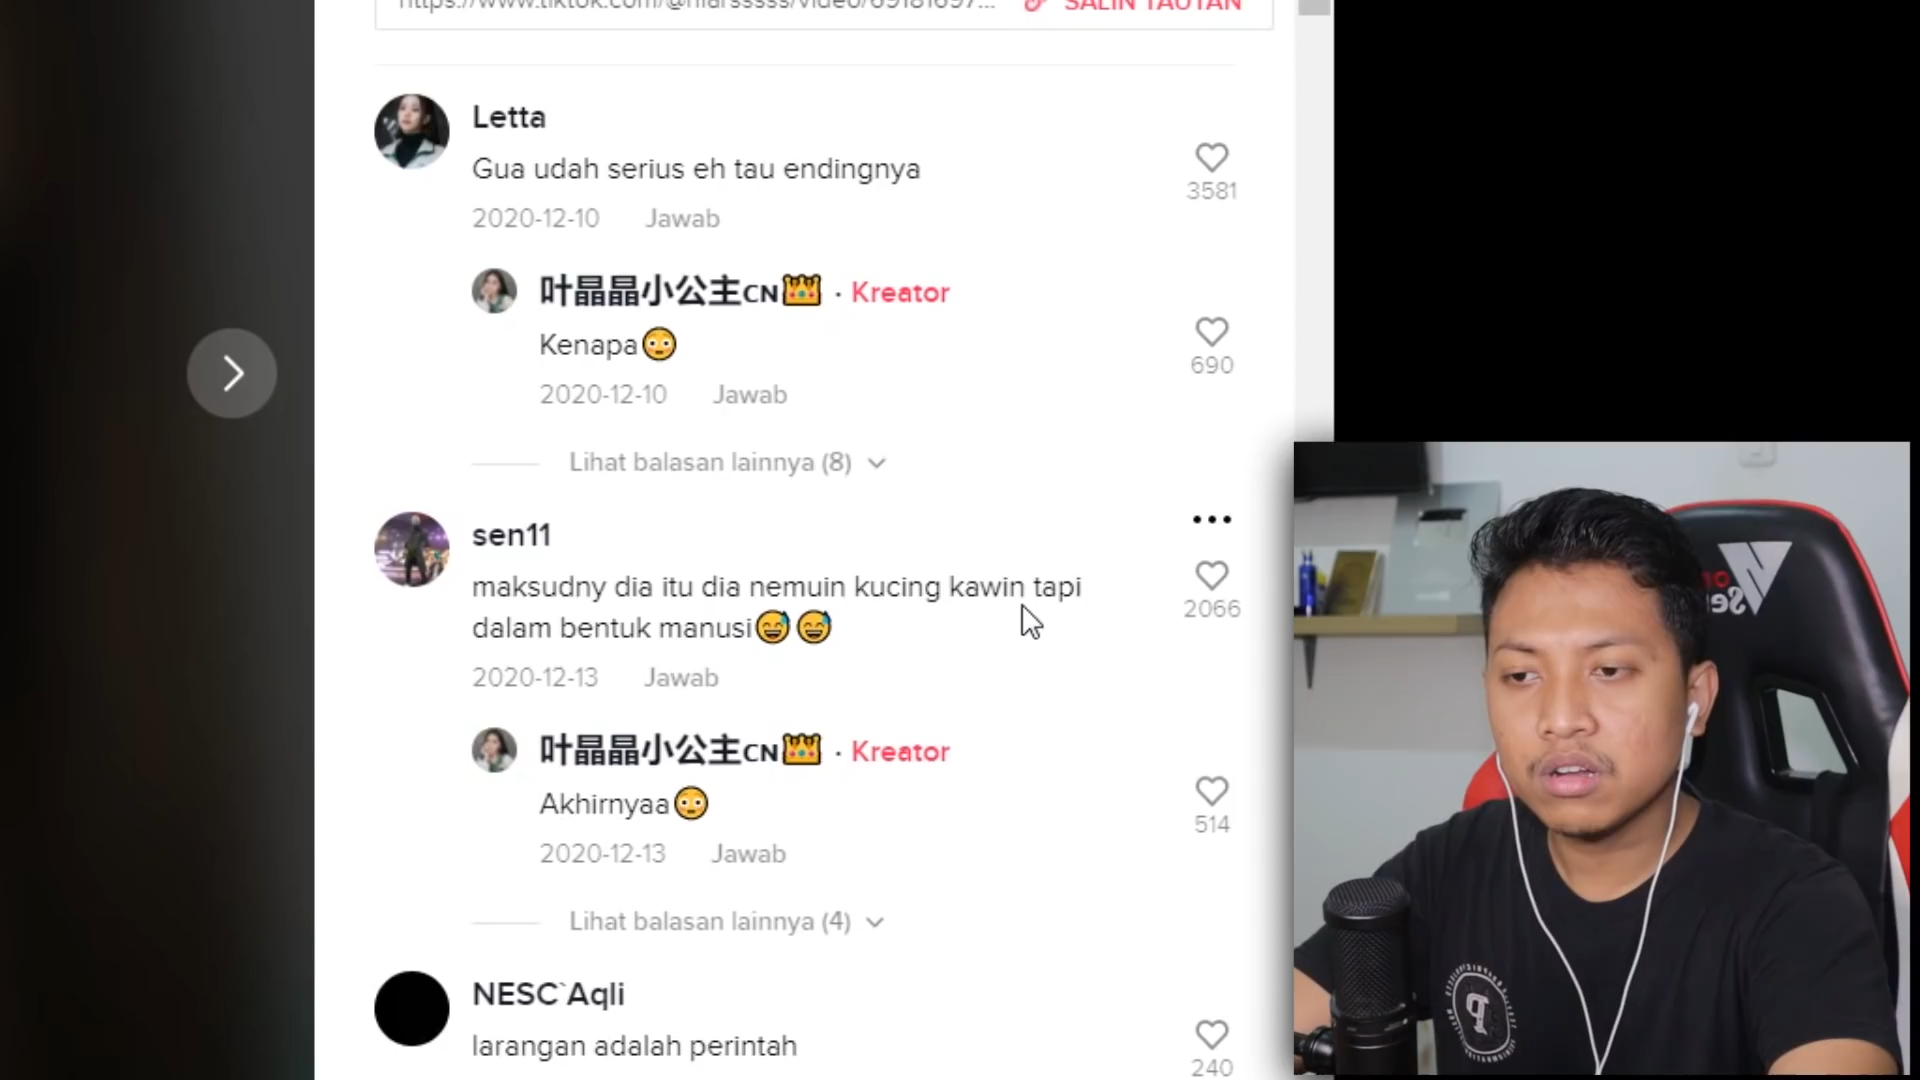 SALIN TAUTAN
Letta
Gua udah serius eh tau endingnya
3581
2020-12-10 Jawab
叶晶晶小公主CN👑 · Kreator
Kenapa😳
690
2020-12-10 Jawab
Lihat balasan lainnya (8)
sen11
maksudny dia itu dia nemuin kucing kawin tapi
dalam bentuk manusi😅😅
2066
2020-12-13 Jawab
叶晶晶小公主CN👑 · Kreator
Akhirnyaa😳
514
2020-12-13 Jawab
Lihat balasan lainnya (4)
NESC`Aqli
larangan adalah perintah
240